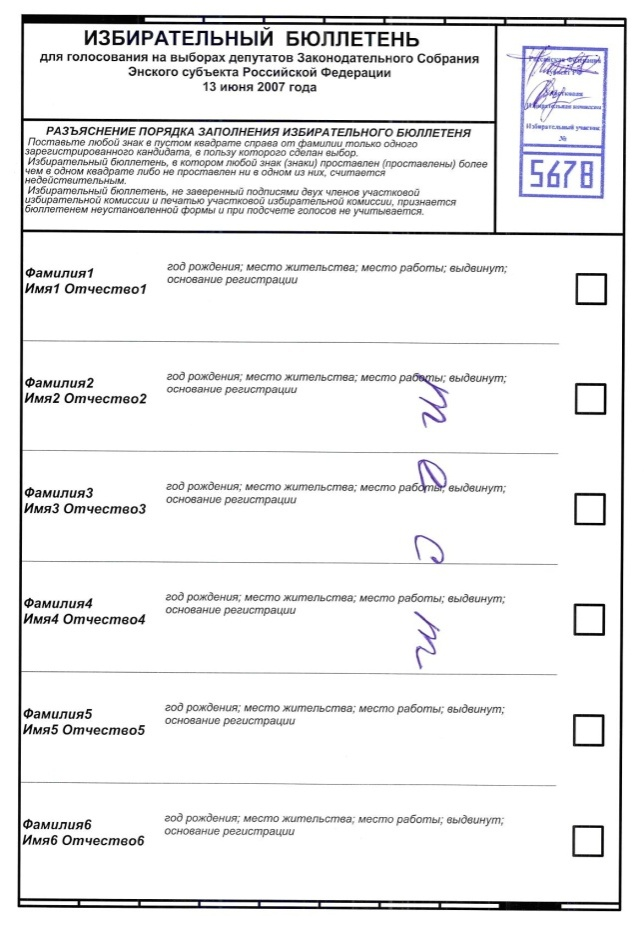 ИЗБИРАТЕЛЬНЫЙ БЮЛЛЕТЕНЬ
для голосования на выборах депутатов Законодательного Собрания
Энского субъекта Российской Федерации
13 июня 2007 года
РАЗЪЯСНЕНИЕ ПОРЯДКА ЗАПОЛНЕНИЯ ИЗБИРАТЕЛЬНОГО БЮЛЛЕТЕНЯ
Поставьте любой знак в пустом квадрате справа от фамилии только одного
зарегистрированного кандидата, в пользу которого сделан выбор.
Избирательный бюллетень, в котором любой знак (знаки) проставлен (проставлены) более
чем в одном квадрате либо не проставлен ни в одном из них, считается
недействительным.
Избирательный бюллетень, не заверенный подписями двух членов участковой
избирательной комиссии и печатью участковой избирательной комиссии, признается
бюллетенем неустановленной формы и при подсчете голосов не учитывается.
Российская Федерация
РФ
Избирательный участок
№
5678
Фамилия1
Имя1 Отчество1
год рождения; место жительства; место работы; выдвинут;
основание регистрации
Фамилия2
Имя2 Отчество2
год рождения; место жительства; место работы; выдвинут;
основание регистрации
Фамилия3
Имя3 Отчество3
год рождения; место жительства; место работы; выдвинут;
основание регистрации
Фамилия4
Имя4 Отчество4
год рождения; место жительства; место работы; выдвинут;
основание регистрации
Фамилия5
Имя5 Отчество5
год рождения; место жительства; место работы; выдвинут;
основание регистрации
Фамилия6
Имя6 Отчество6
год рождения; место жительства; место работы; выдвинут;
основание регистрации